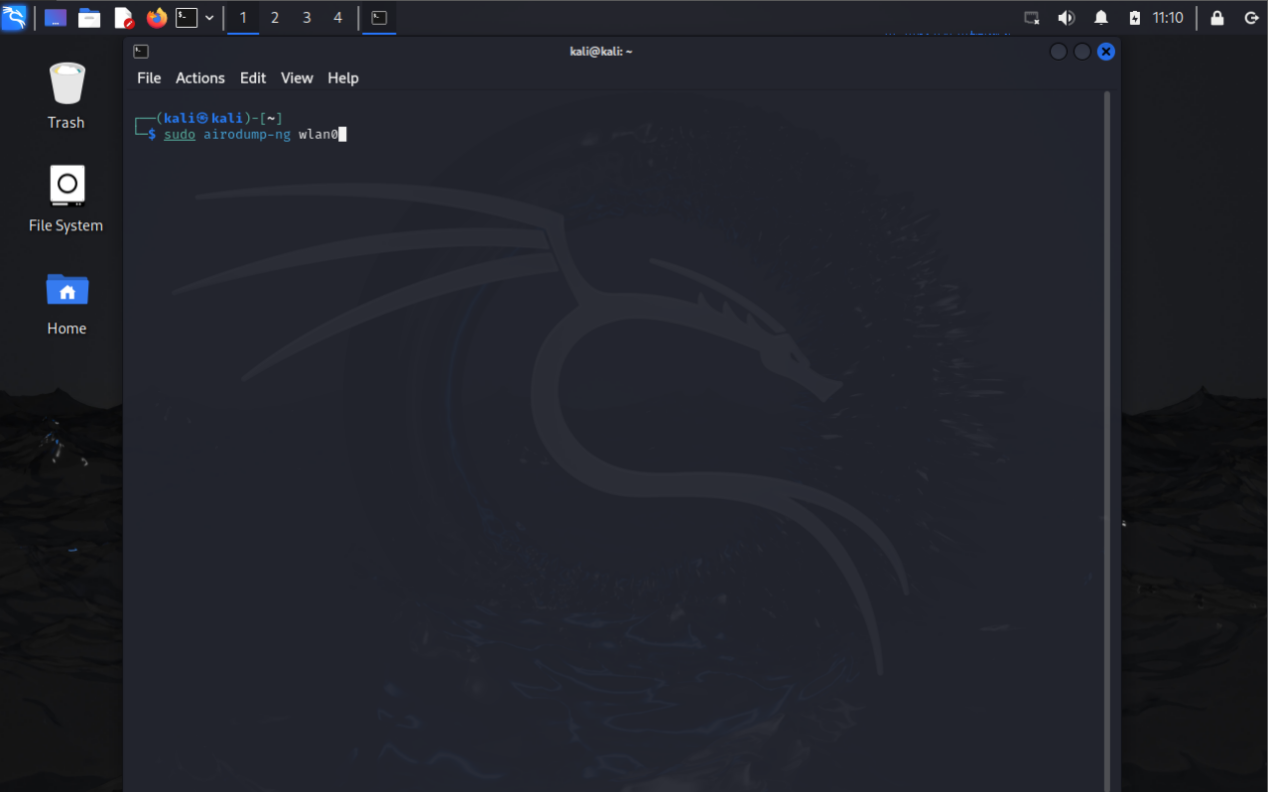 1 2 3 4 11:10
kali@kali: ~
File Actions Edit View Help
Trash
┌──(kali㉿kali)-[~]
└─$ sudo airodump-ng wlan0
File System
Home